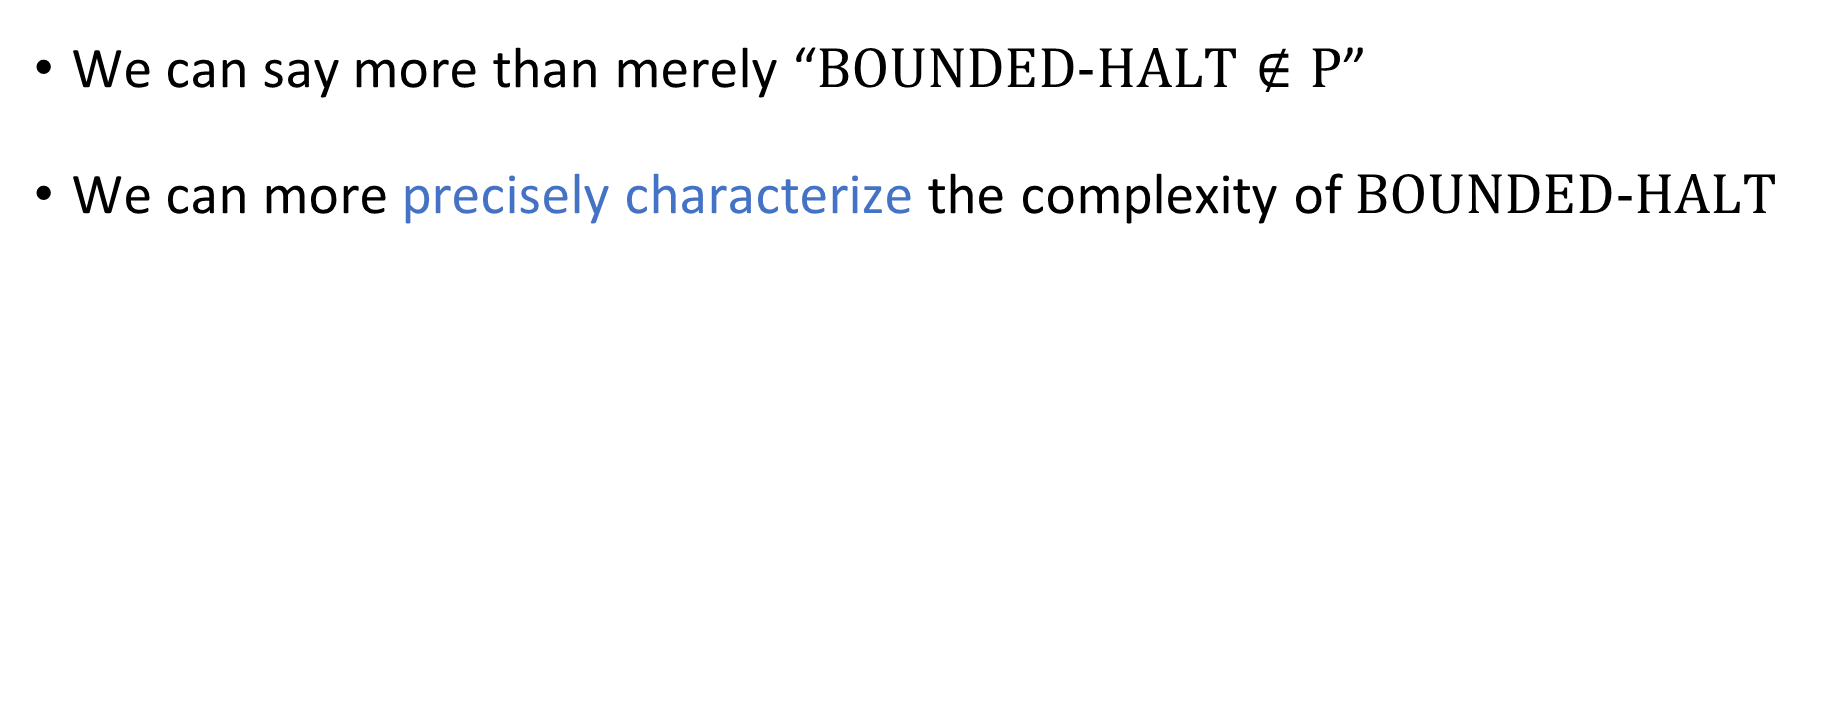 • We can say more than merely “BOUNDED-HALT ∉ P”
• We can more precisely characterize the complexity of BOUNDED-HALT